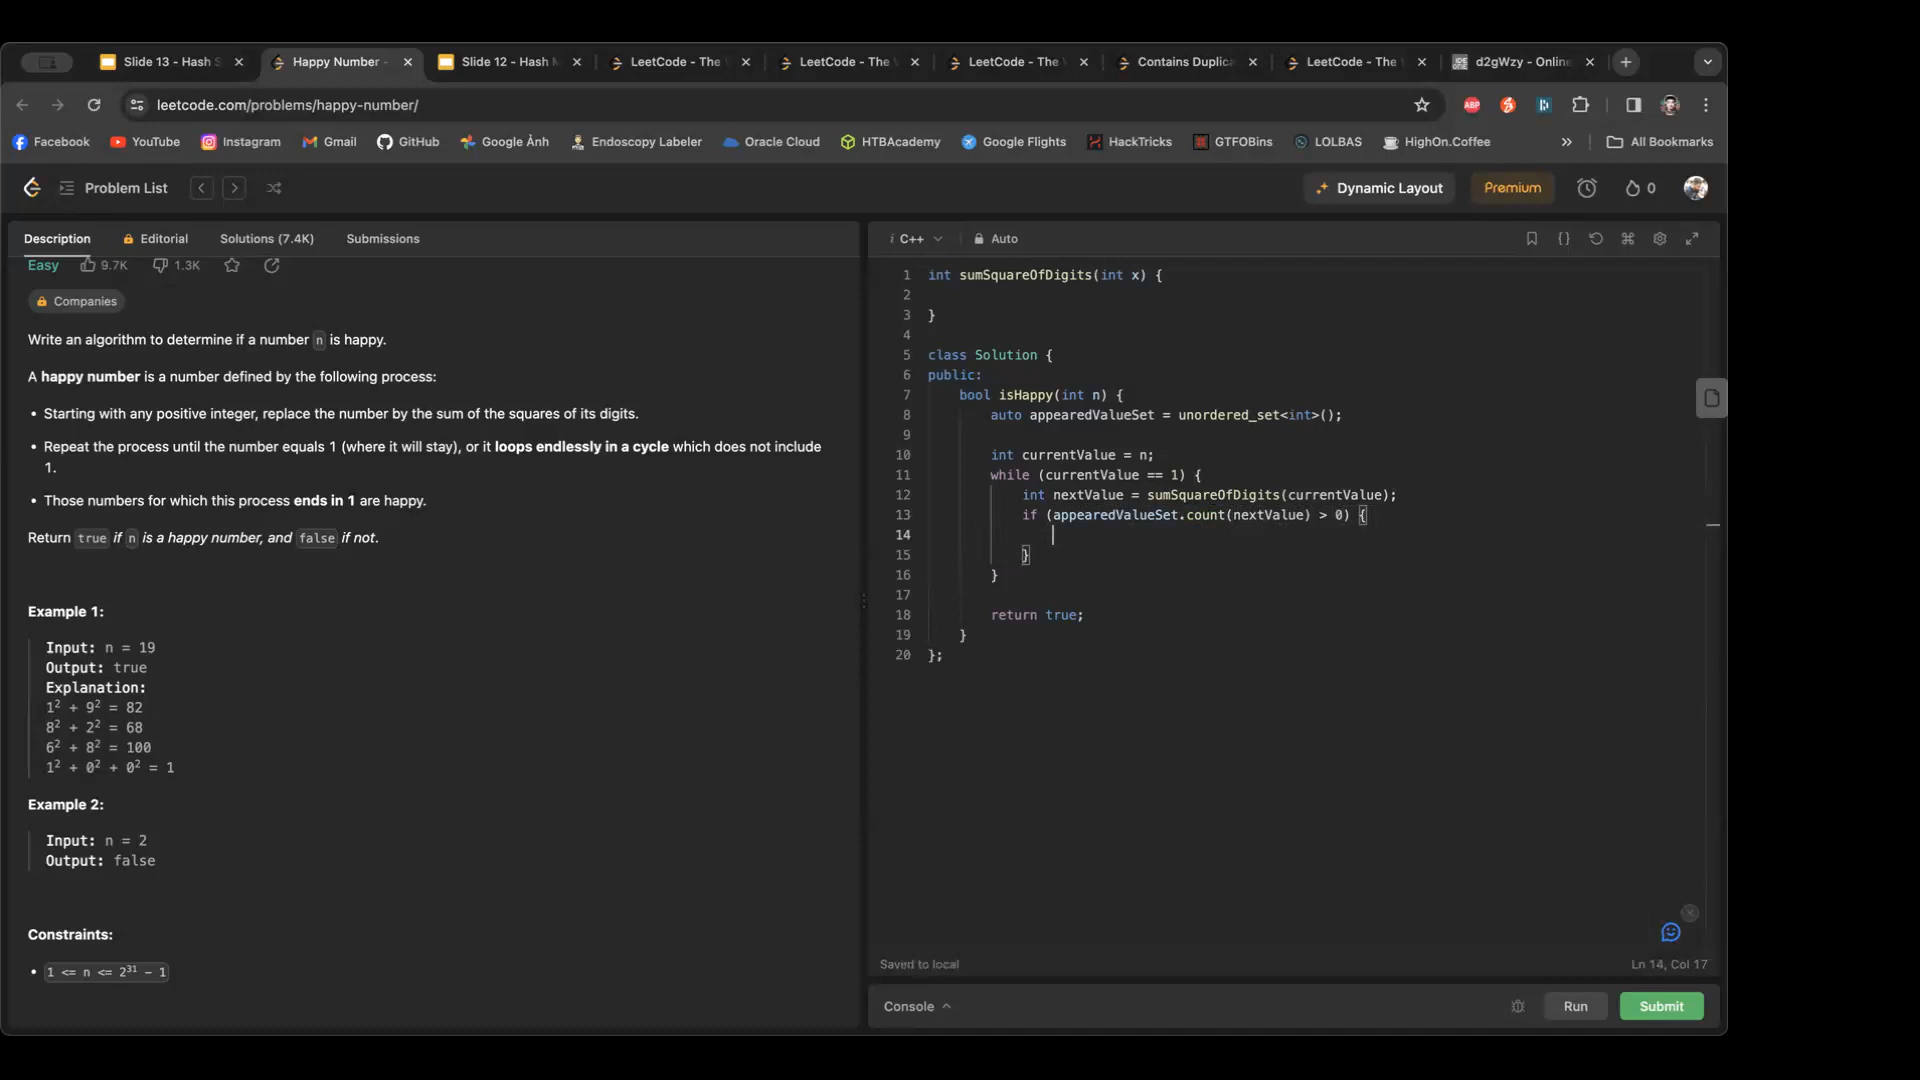 Slide 13 - Hash S
Happy Number -
Slide 12 - Hash M
LeetCode - The W
LeetCode - The W
LeetCode - The W
Contains Duplica
LeetCode - The W
d2gWzy - Online
leetcode.com/problems/happy-number/
Facebook YouTube Instagram Gmail GitHub Google Ảnh Endoscopy Labeler Oracle Cloud HTBAcademy Google Flights HackTricks GTFOBins LOLBAS HighOn.Coffee » All Bookmarks
Problem List
Dynamic Layout Premium 0
Description Editorial Solutions (7.4K) Submissions
Easy 9.7K 1.3K
Companies
Write an algorithm to determine if a number n is happy.
A happy number is a number defined by the following process:
• Starting with any positive integer, replace the number by the sum of the squares of its digits.
• Repeat the process until the number equals 1 (where it will stay), or it loops endlessly in a cycle which does not include
1.
• Those numbers for which this process ends in 1 are happy.
Return true if n is a happy number, and false if not.
Example 1:
Input: n = 19
Output: true
Explanation:
1² + 9² = 82
8² + 2² = 68
6² + 8² = 100
1² + 0² + 0² = 1
Example 2:
Input: n = 2
Output: false
Constraints:
• 1 <= n <= 2³¹ - 1
i C++ Auto
1 int sumSquareOfDigits(int x) {
2
3 }
4
5 class Solution {
6 public:
7 bool isHappy(int n) {
8 auto appearedValueSet = unordered_set<int>();
9
10 int currentValue = n;
11 while (currentValue == 1) {
12 int nextValue = sumSquareOfDigits(currentValue);
13 if (appearedValueSet.count(nextValue) > 0) {
14
15 }
16 }
17
18 return true;
19 }
20 };
Saved to local
Ln 14, Col 17
Console
Run
Submit